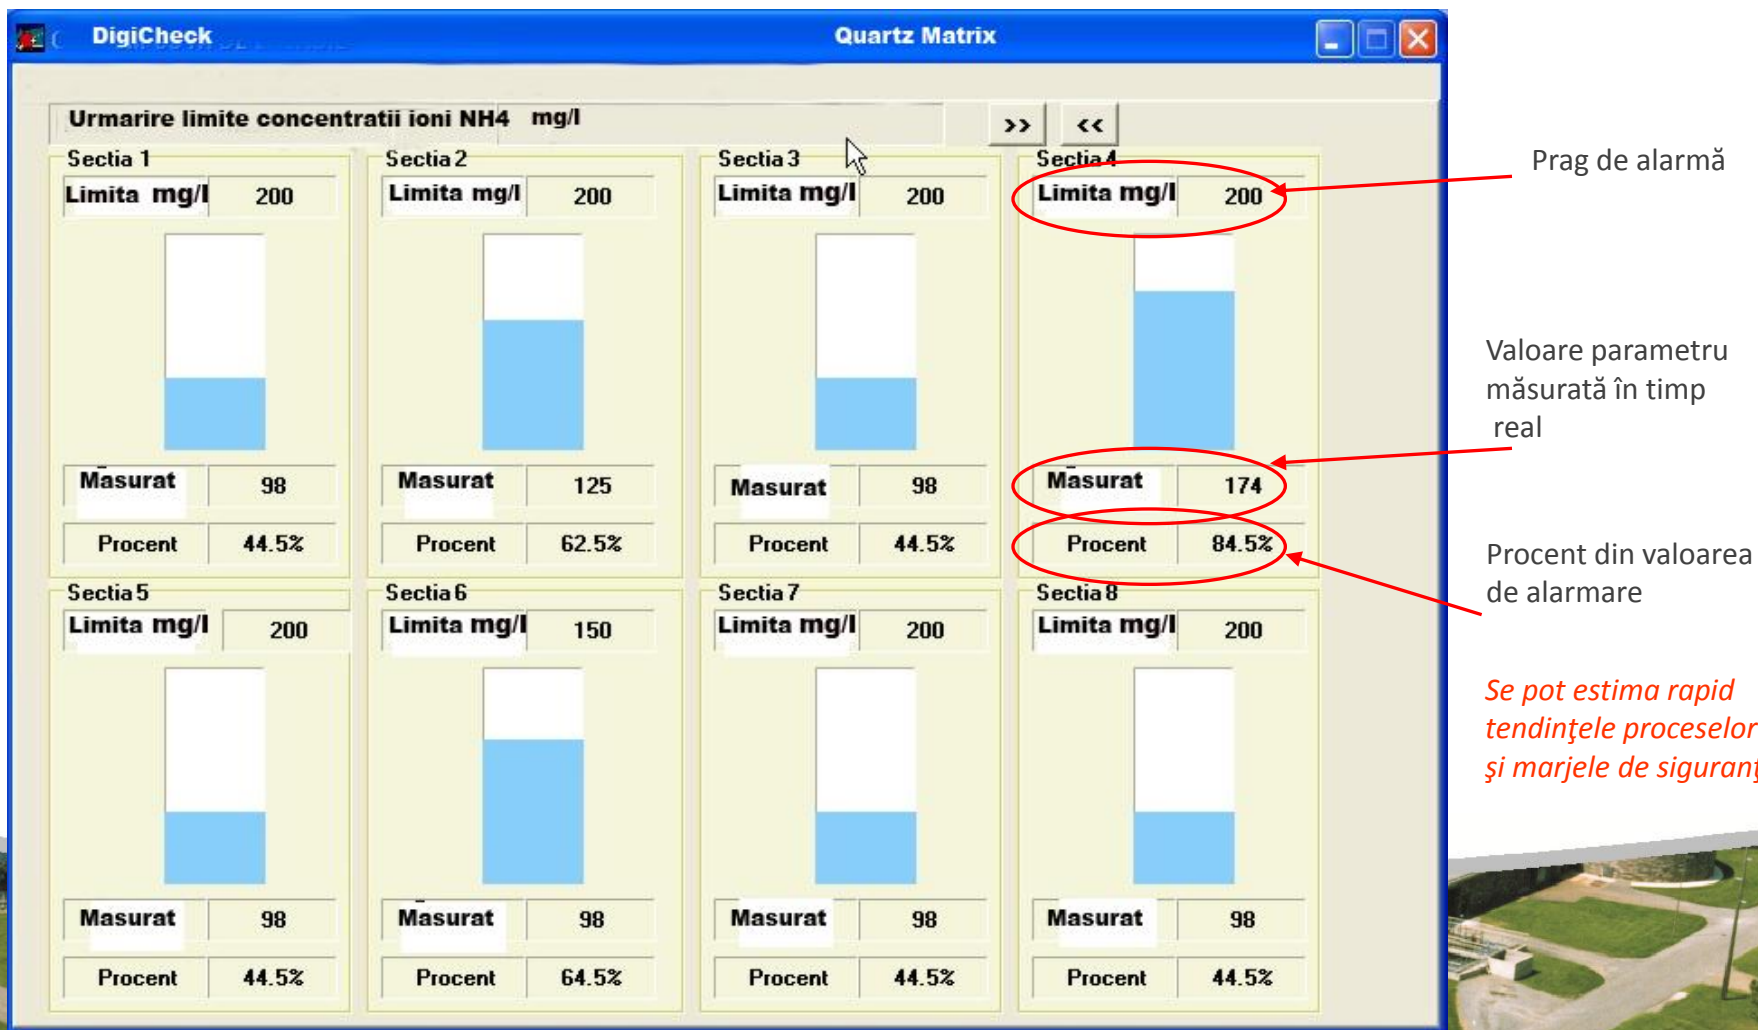 DigiCheck Quartz Matrix
Urmarire limite concentratii ioni NH4 mg/l >> <<
Sectia 1 Sectia 2 Sectia 3 Sectia 4
Limita mg/l 200 Limita mg/l 200 Limita mg/l 200 Limita mg/l 200
Masurat 98 Masurat 125 Masurat 98 Masurat 174
Procent 44.5% Procent 62.5% Procent 44.5% Procent 84.5%
Sectia 5 Sectia 6 Sectia 7 Sectia 8
Limita mg/l 200 Limita mg/l 150 Limita mg/l 200 Limita mg/l 200
Masurat 98 Masurat 98 Masurat 98 Masurat 98
Procent 44.5% Procent 64.5% Procent 44.5% Procent 44.5%
Prag de alarmă
Valoare parametru
măsurată în timp
real
Procent din valoarea
de alarmare
Se pot estima rapid
tendinţele proceselor
şi marjele de